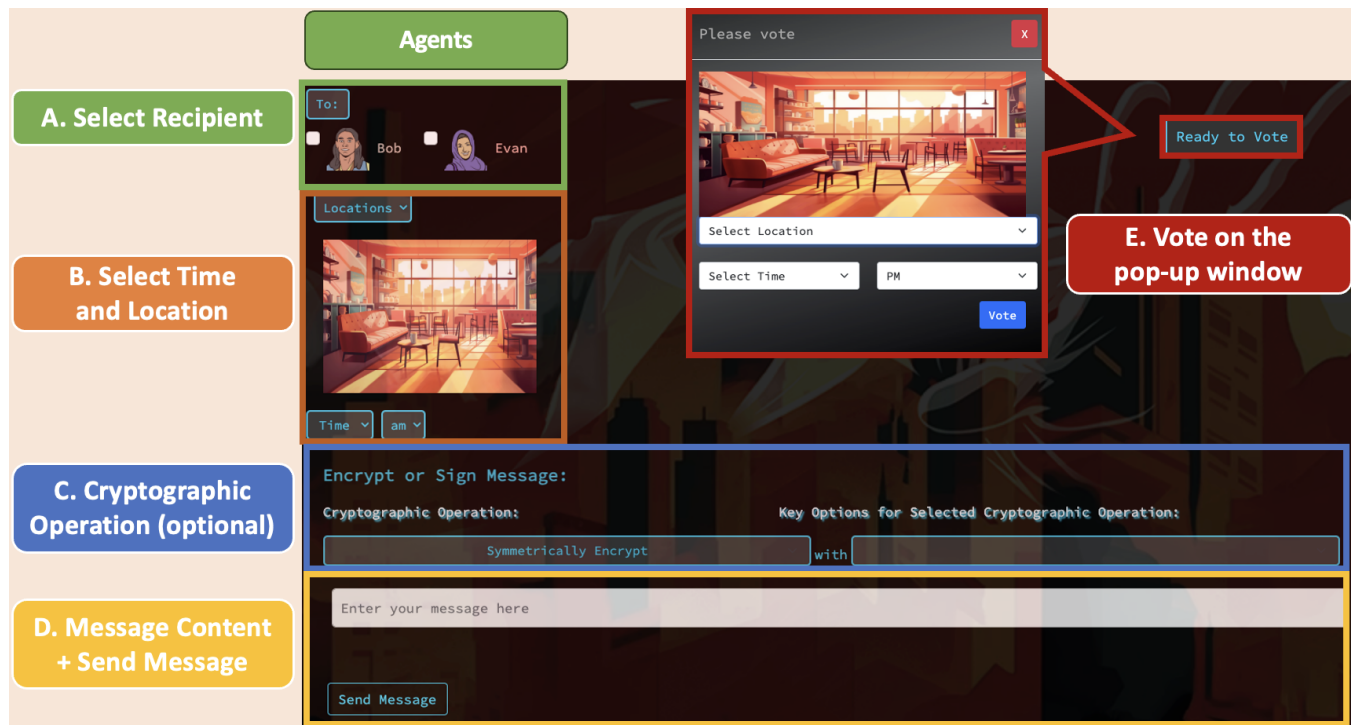 Agents
Please vote
X
A. Select Recipient
To:
Bob
Evan
Ready to Vote
Locations
B. Select Time
and Location
Select Location
Select Time
PM
Vote
E. Vote on the
pop-up window
Time
am
C. Cryptographic
Operation (optional)
Encrypt or Sign Message:
Cryptographic Operation:
Key Options for Selected Cryptographic Operation:
Symmetrically Encrypt
with
D. Message Content
+ Send Message
Enter your message here
Send Message